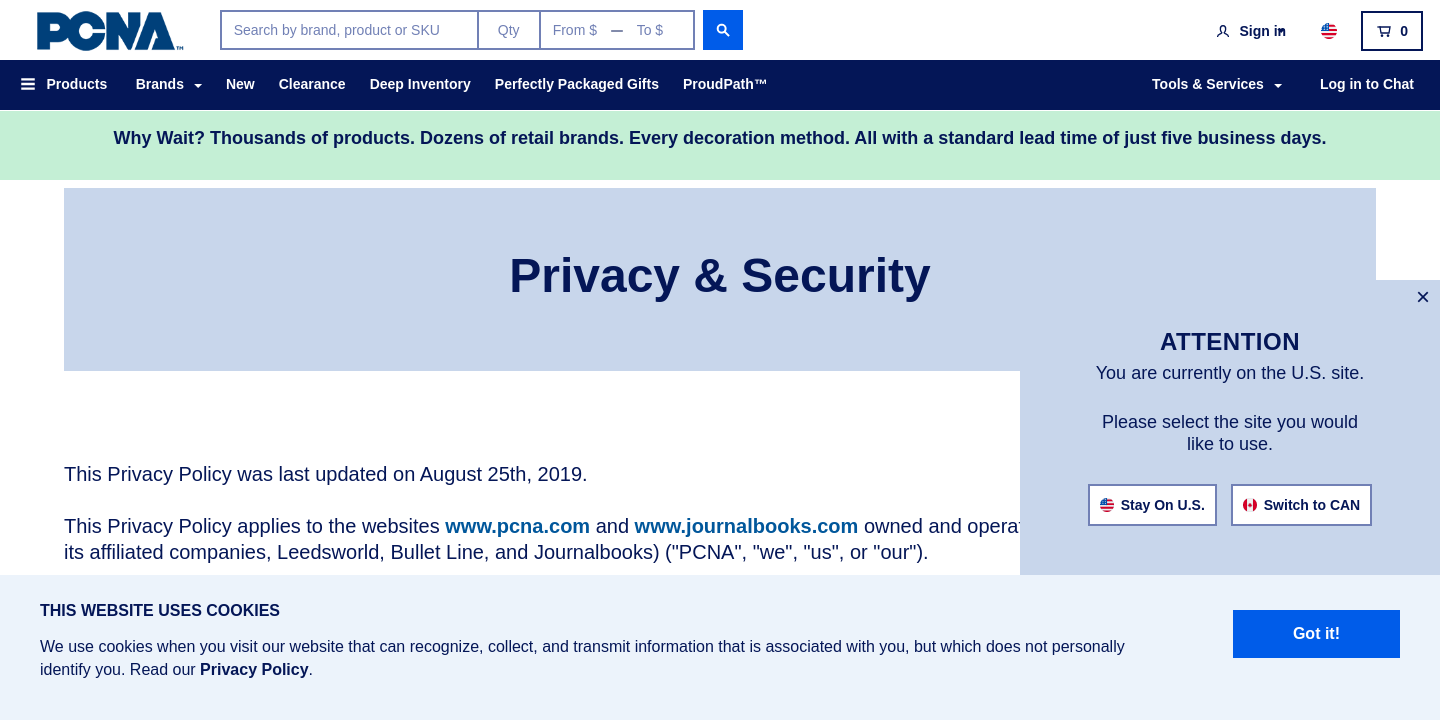 PCNA™
Search by brand, product or SKU
Qty
From $ — To $
Sign in
0
Products
Brands
New
Clearance
Deep Inventory
Perfectly Packaged Gifts
ProudPath™
Tools & Services
Log in to Chat
Why Wait? Thousands of products. Dozens of retail brands. Every decoration method. All with a standard lead time of just five business days.
Privacy & Security
×
ATTENTION
You are currently on the U.S. site.
Please select the site you would
like to use.
Stay On U.S.
Switch to CAN
This Privacy Policy was last updated on August 25th, 2019.
This Privacy Policy applies to the websites www.pcna.com and www.journalbooks.com owned and
its affiliated companies, Leedsworld, Bullet Line, and Journalbooks) ("PCNA", "we", "us", or "our").
THIS WEBSITE USES COOKIES
We use cookies when you visit our website that can recognize, collect, and transmit information that is associated with you, but which does not personally
identify you. Read our Privacy Policy.
Got it!